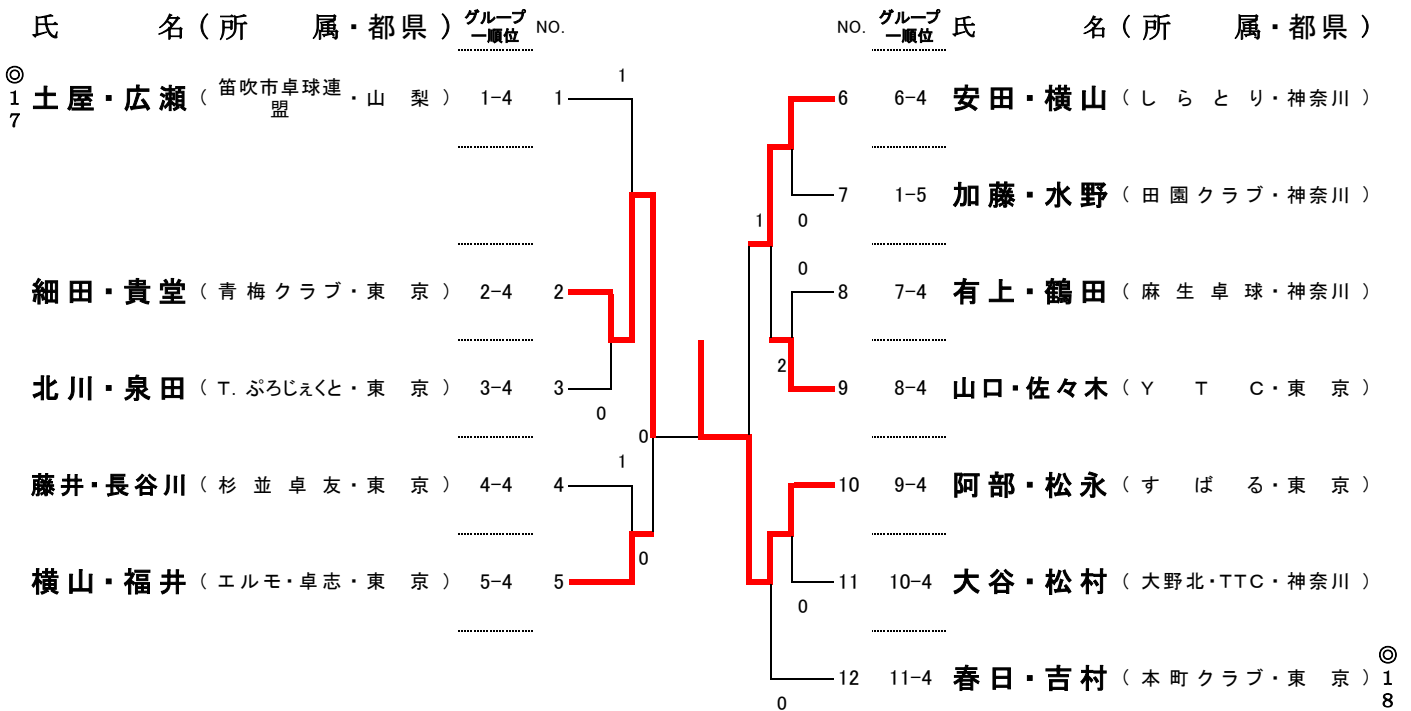 氏 名 ( 所 属・都県 ) グループ一順位 NO.
◎17 土屋・広瀬 ( 笛吹市卓球連盟 ・ 山 梨 ) 1-4 1
細田・貴堂 ( 青梅クラブ ・ 東 京 ) 2-4 2
北川・泉田 ( T.ぷろじぇくと ・ 東 京 ) 3-4 3
藤井・長谷川 ( 杉並卓友 ・ 東 京 ) 4-4 4
横山・福井 ( エルモ・卓志 ・ 東 京 ) 5-4 5
1
0
0
1
0
NO. グループ一順位 氏 名 ( 所 属・都県 )
6 6-4 安田・横山 ( しらとり ・ 神奈川 )
7 1-5 加藤・水野 ( 田園クラブ ・ 神奈川 )
8 7-4 有上・鶴田 ( 麻生卓球 ・ 神奈川 )
9 8-4 山口・佐々木 ( YTC ・ 東 京 )
10 9-4 阿部・松永 ( すばる ・ 東 京 )
11 10-4 大谷・松村 ( 大野北・TTC ・ 神奈川 )
12 11-4 春日・吉村 ( 本町クラブ ・ 東 京 ) ◎18
1
0
0
2
0
0